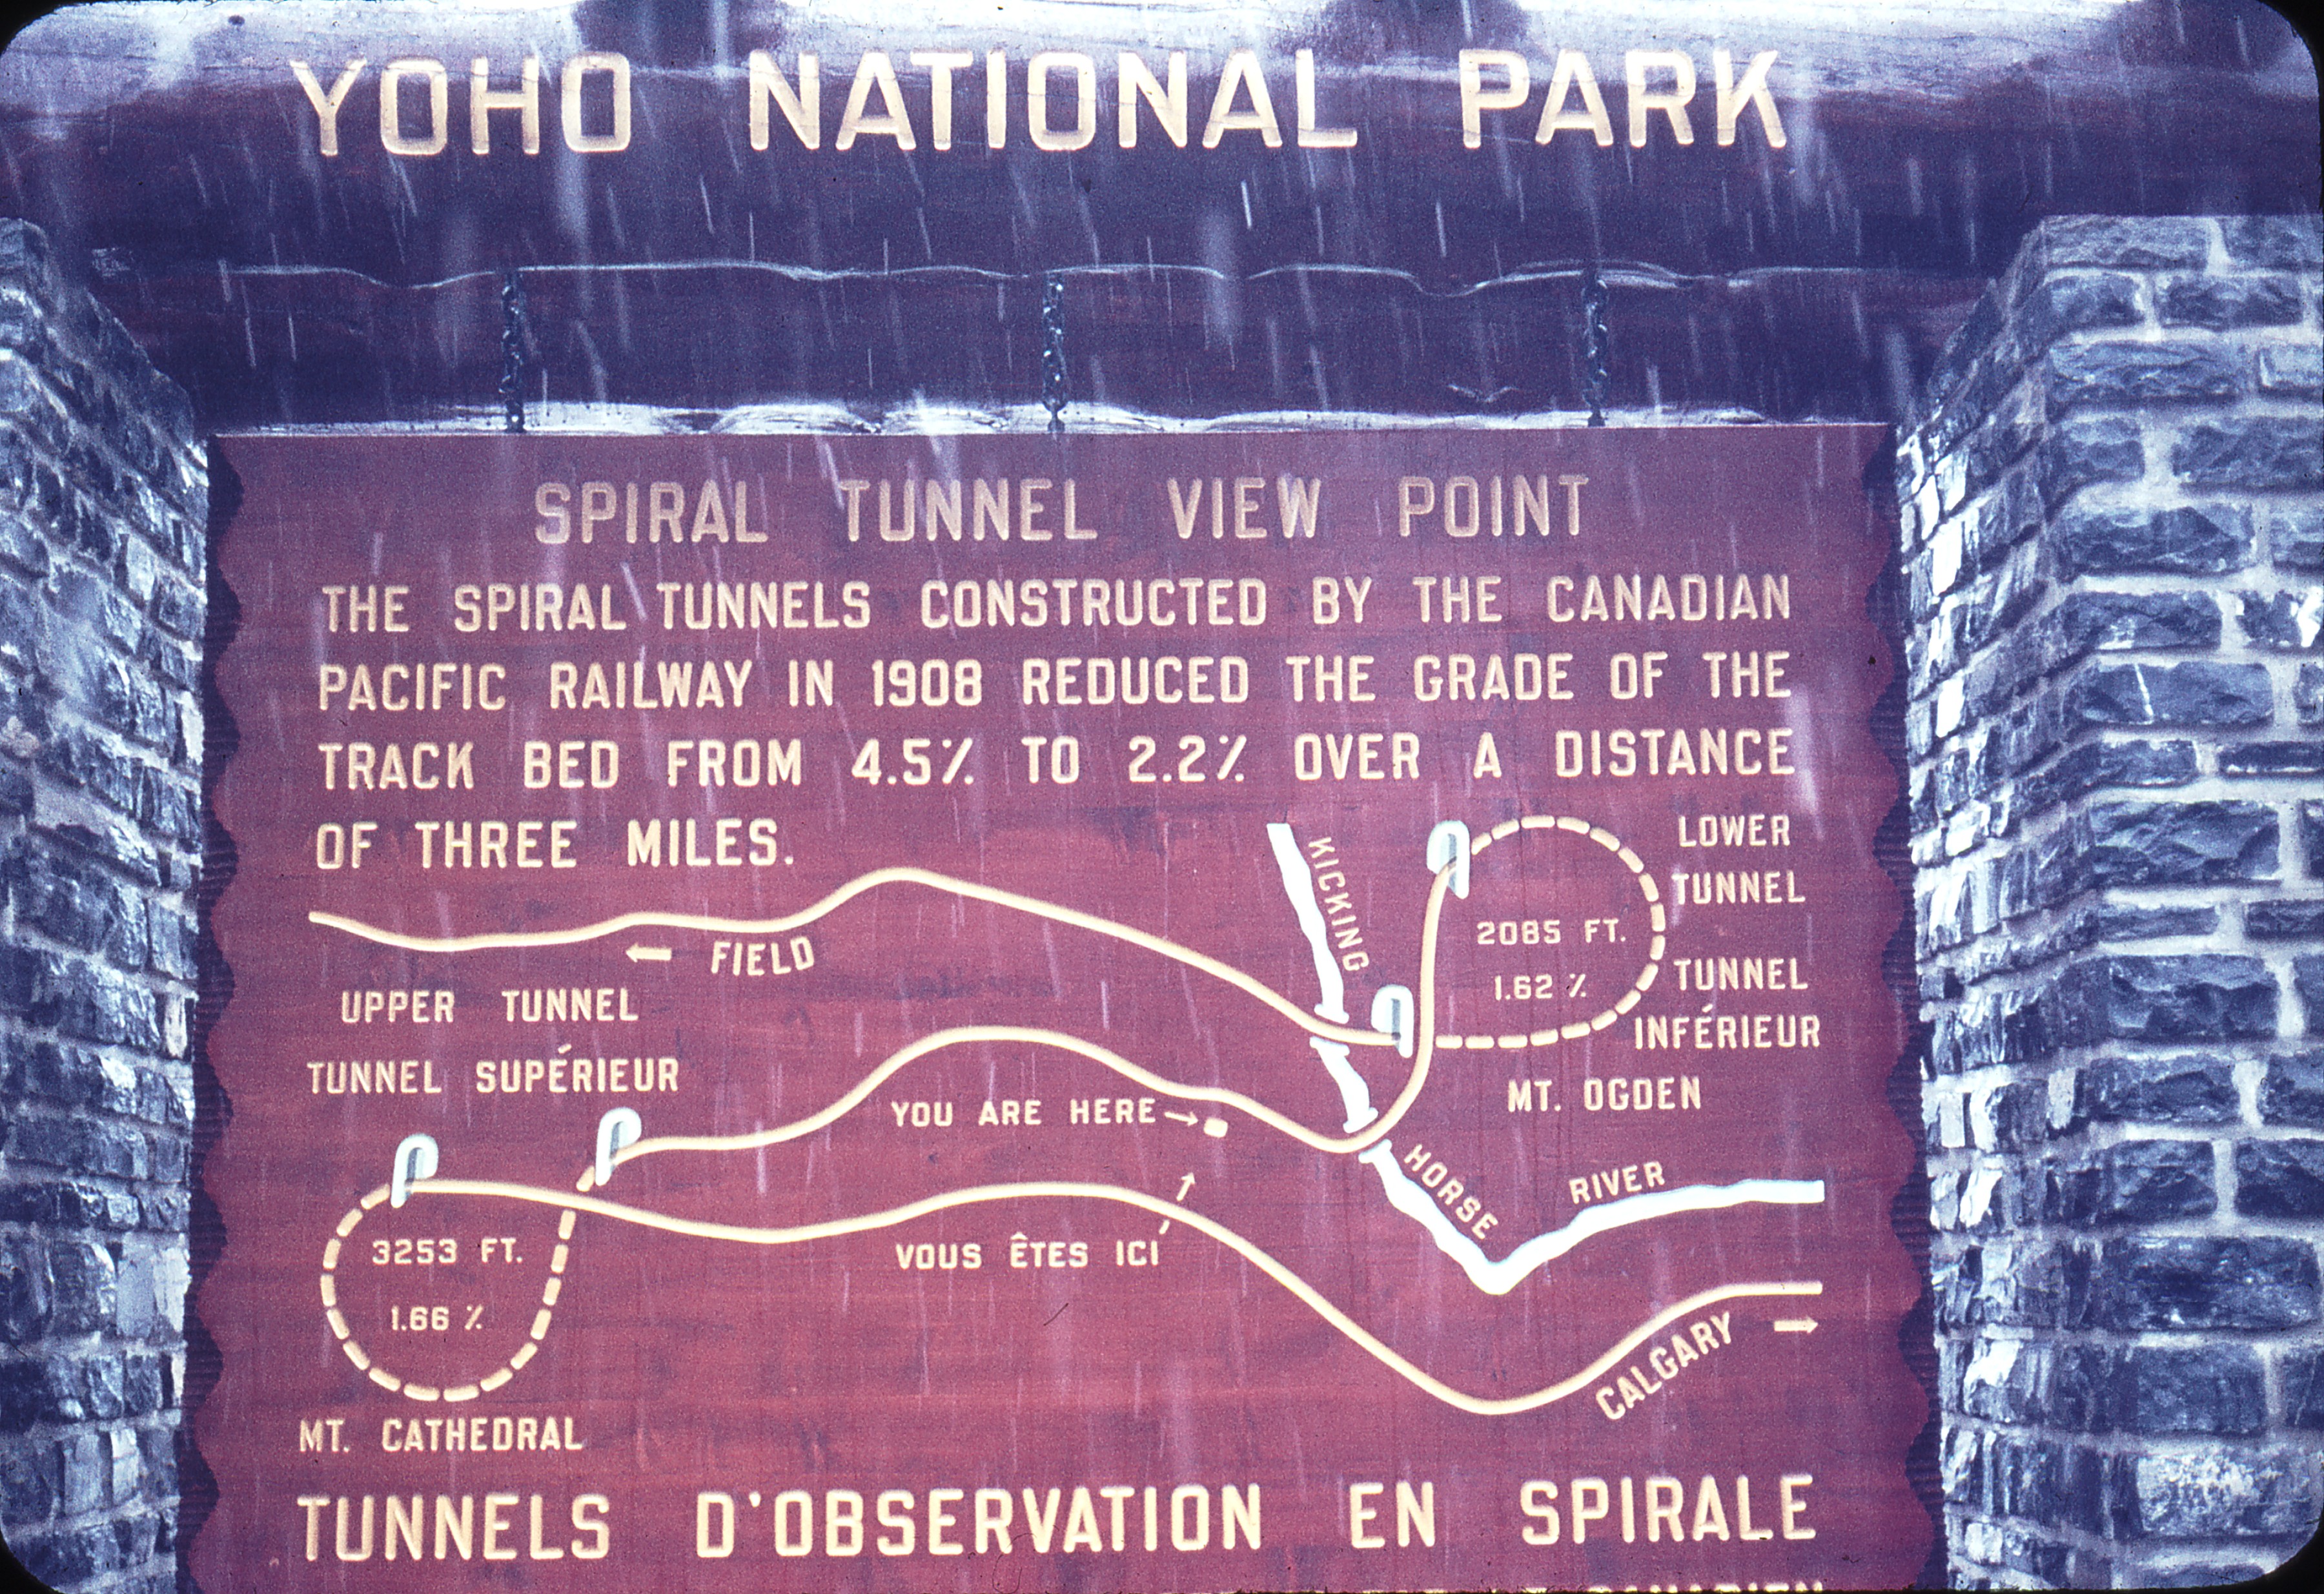 YOHO NATIONAL PARK
SPIRAL TUNNEL VIEW POINT
THE SPIRAL TUNNELS CONSTRUCTED BY THE CANADIAN
PACIFIC RAILWAY IN 1908 REDUCED THE GRADE OF THE
TRACK BED FROM 4.5% TO 2.2% OVER A DISTANCE
OF THREE MILES.
KICKING
LOWER
TUNNEL
2085 FT.
1.62 %
TUNNEL
INFÉRIEUR
MT. OGDEN
← FIELD
UPPER TUNNEL
TUNNEL SUPÉRIEUR
YOU ARE HERE →
HORSE
RIVER
VOUS ÊTES ICI
3253 FT.
1.66 %
CALGARY →
MT. CATHEDRAL
TUNNELS D'OBSERVATION EN SPIRALE